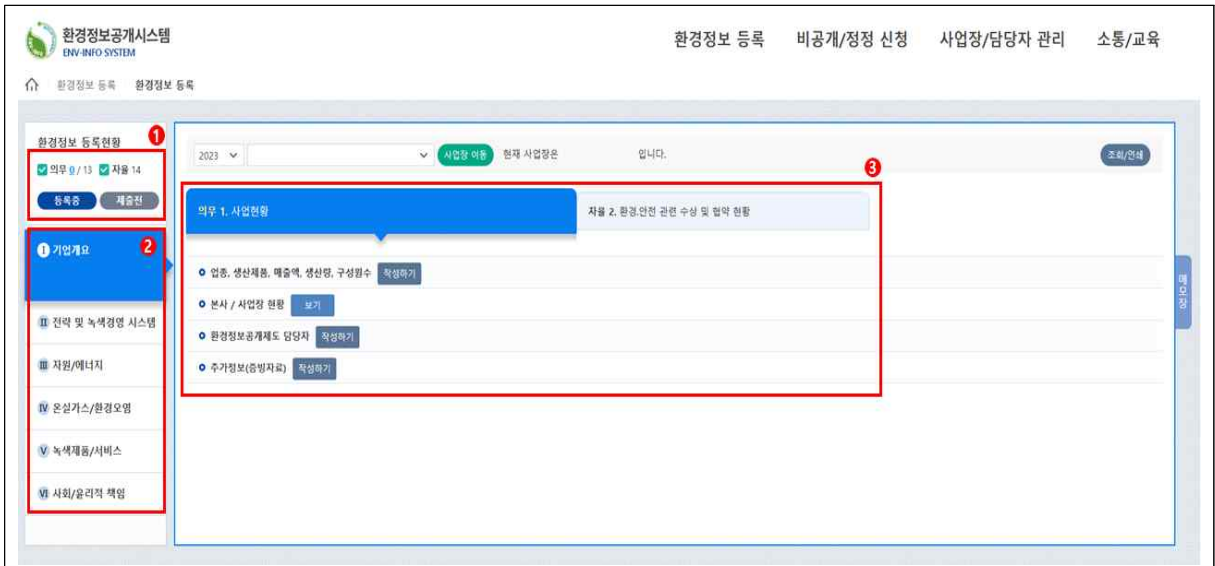 환경정보공개시스템
ENV-INFO SYSTEM
환경정보 등록 비공개/정정 신청 사업장/담당자 관리 소통/교육
환경정보 등록 환경정보 등록
환경정보 등록현황 1
의무 0 / 13 자율 14
등록중 제출전
2023 사업장 이동 현재 사업장은 입니다. 조회/인쇄
3
의무 1. 사업현황 자율 2. 환경.안전 관련 수상 및 협약 현황
I 기업개요 2
업종, 생산제품, 매출액, 생산량, 구성원수 작성하기
본사 / 사업장 현황 보기
환경정보공개제도 담당자 작성하기
추가정보(증빙자료) 작성하기
II 전략 및 녹색경영 시스템
III 자원/에너지
IV 온실가스/환경오염
V 녹색제품/서비스
VI 사회/윤리적 책임
메모장